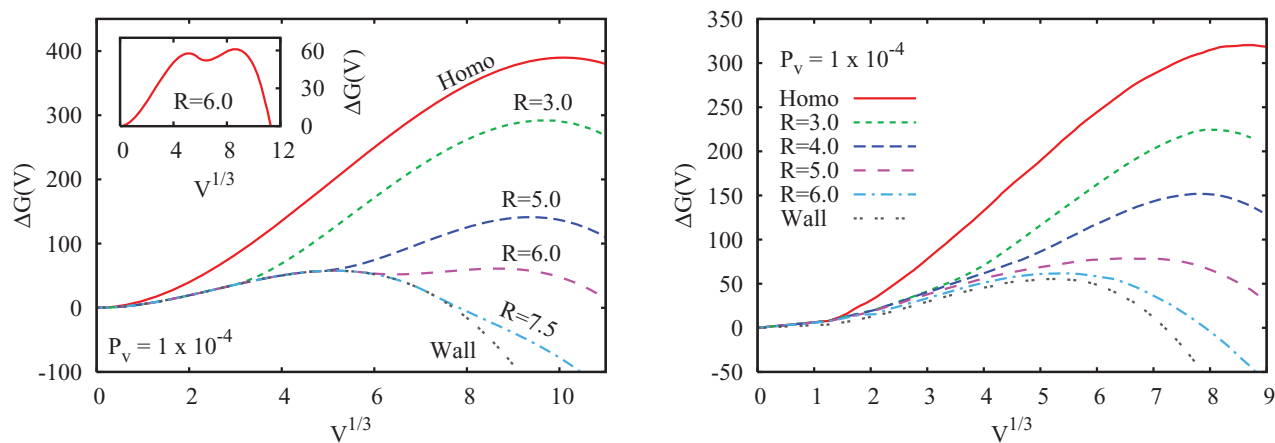 400
300
200
100
0
-100
ΔG(V)
0
2
4
6
8
10
V^{1/3}
60
30
0
ΔG(V)
0
4
8
12
V^{1/3}
R=6.0
Homo
R=3.0
R=5.0
R=6.0
R=7.5
Wall
P_v = 1 x 10^{-4}
350
300
250
200
150
100
50
0
-50
ΔG(V)
0
1
2
3
4
5
6
7
8
9
V^{1/3}
P_v = 1 x 10^{-4}
Homo
R=3.0
R=4.0
R=5.0
R=6.0
Wall